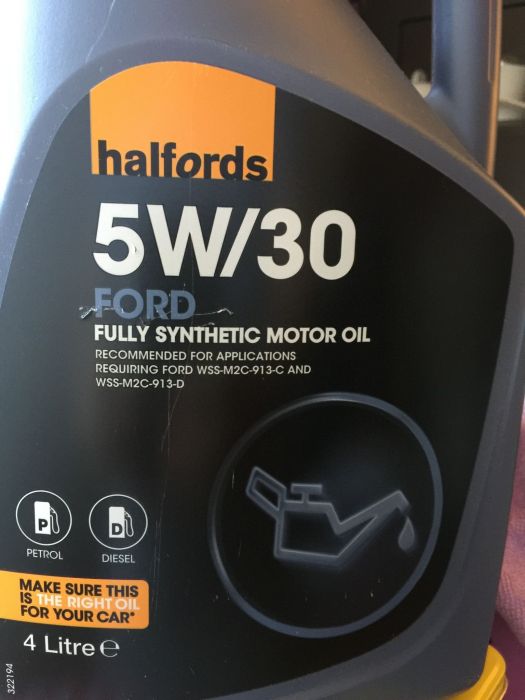 halfords
5W/30
FORD
FULLY SYNTHETIC MOTOR OIL
RECOMMENDED FOR APPLICATIONS
REQUIRING FORD WSS-M2C-913-C AND
WSS-M2C-913-D
P
D
PETROL
DIESEL
MAKE SURE THIS
IS THE RIGHT OIL
FOR YOUR CAR*
4 Litre e
322194